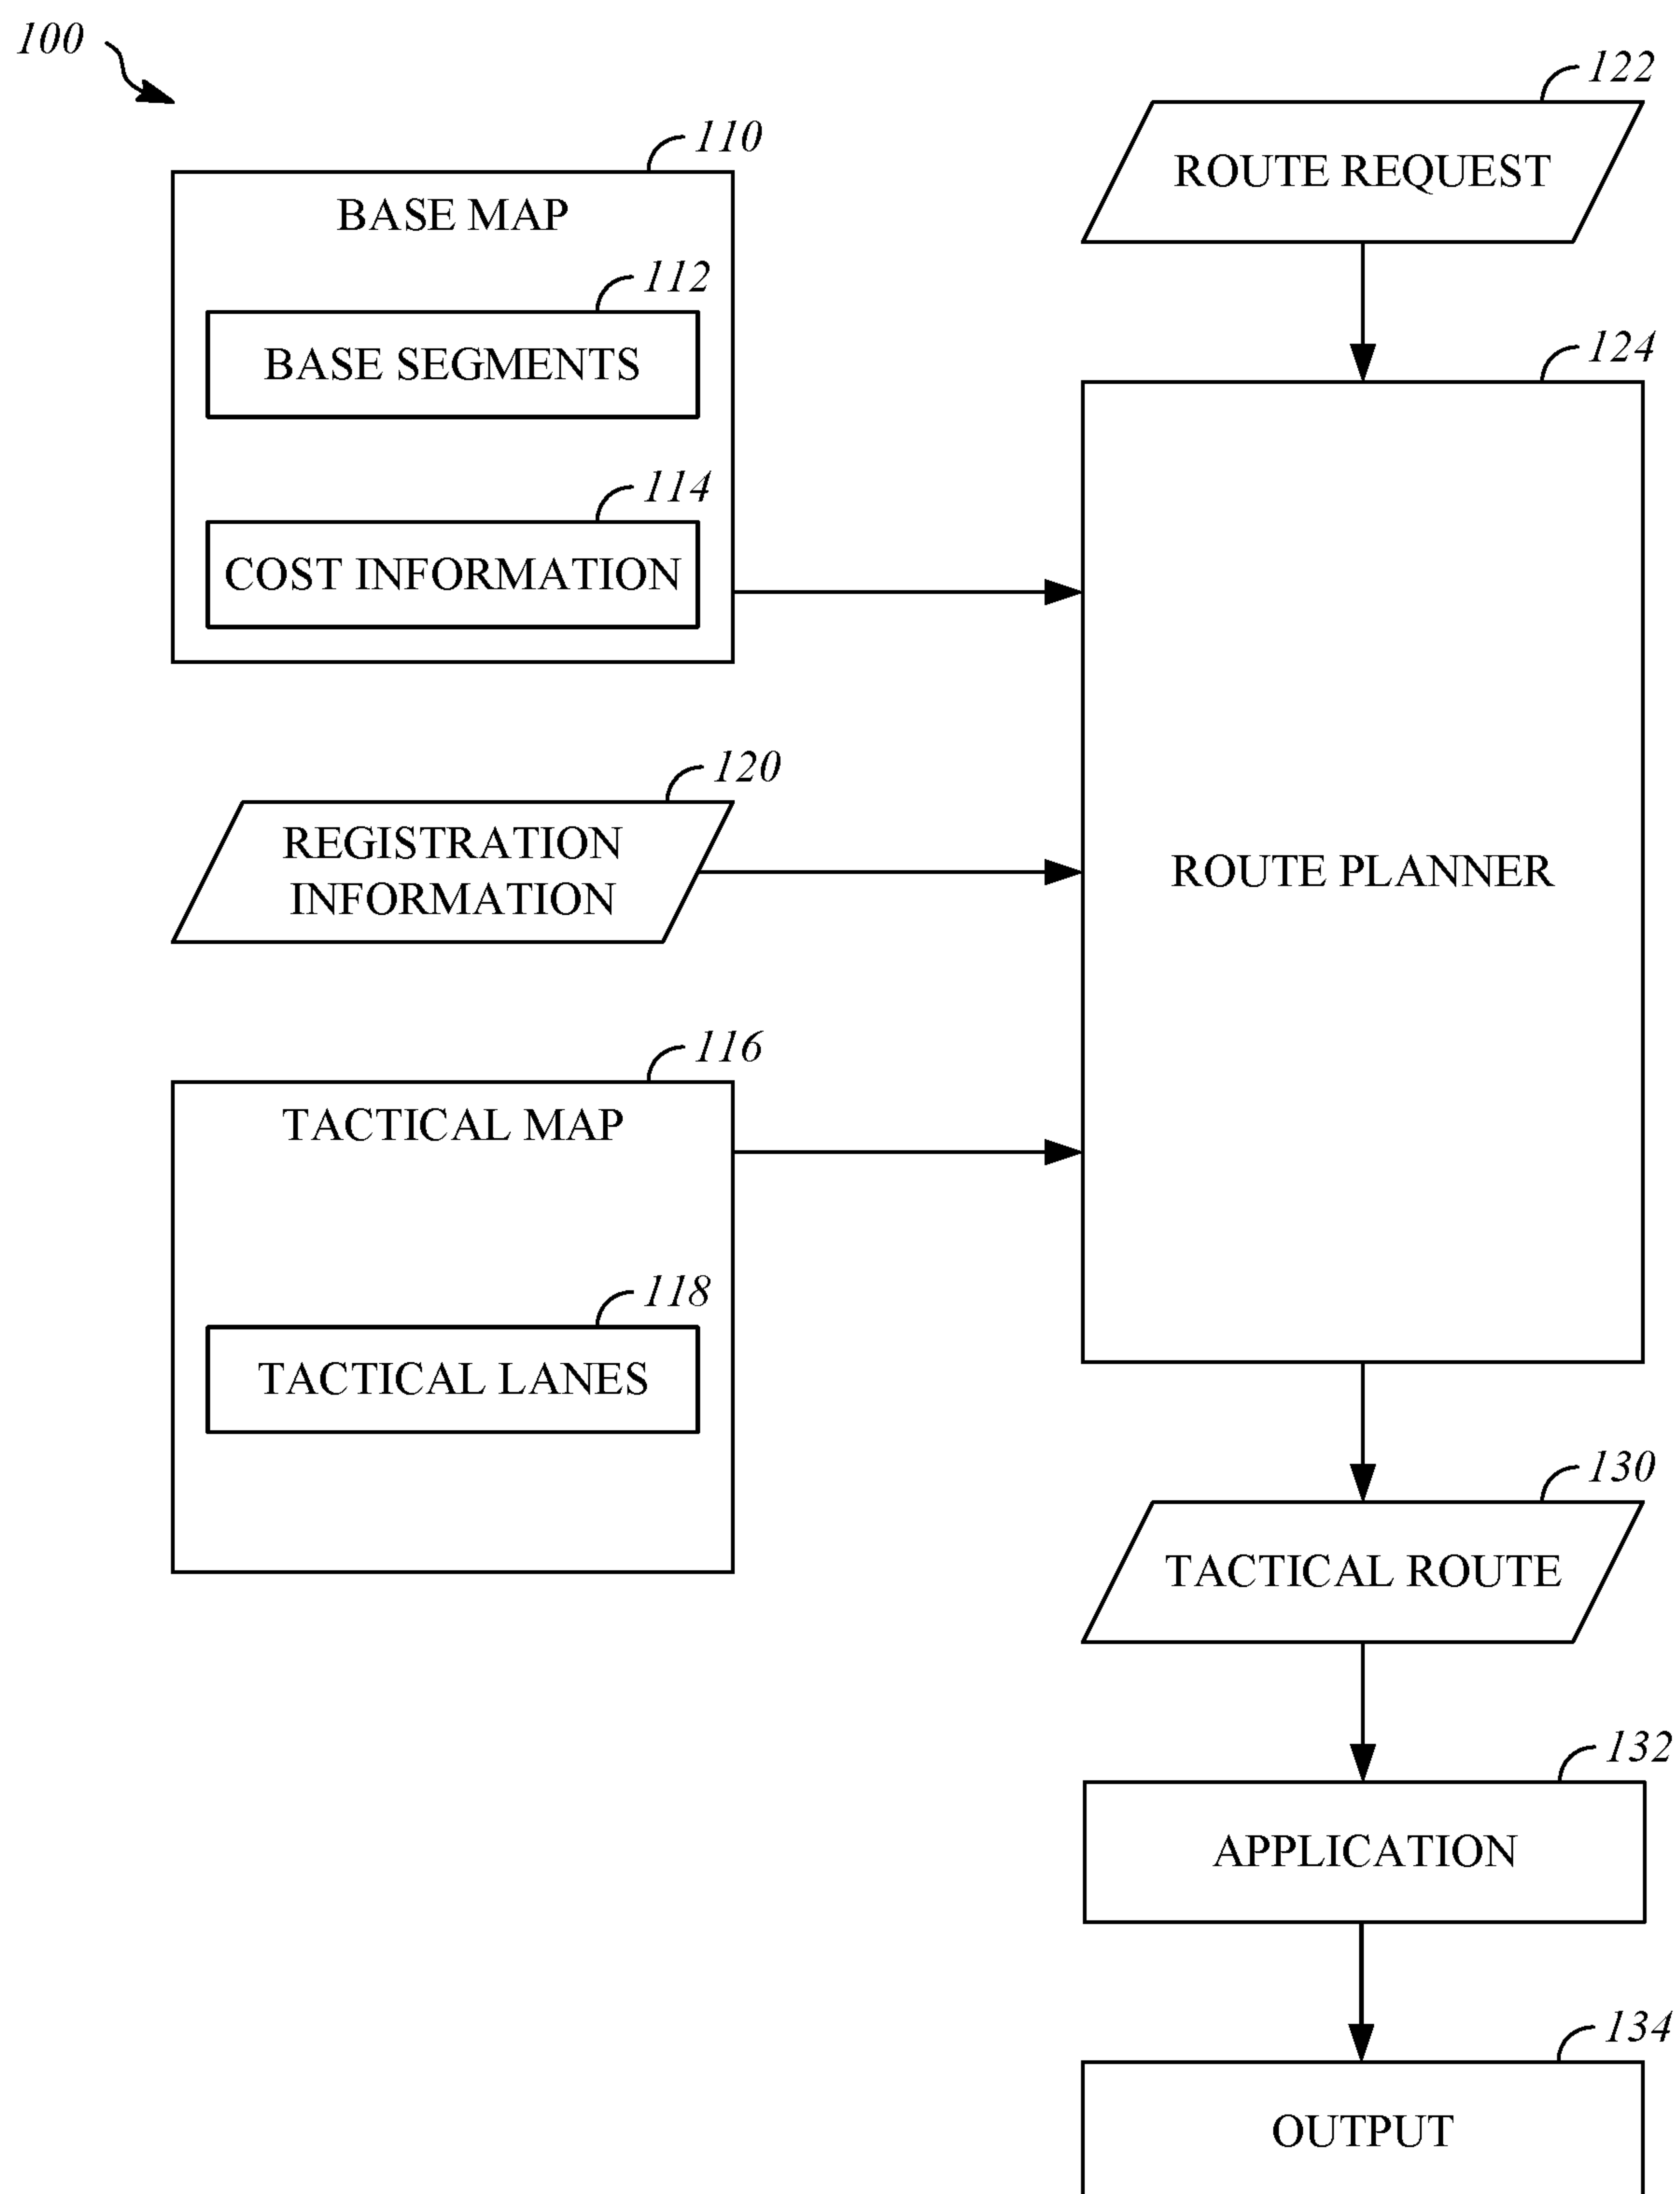 100
110
BASE MAP
112
BASE SEGMENTS
114
COST INFORMATION
120
REGISTRATION
INFORMATION
116
TACTICAL MAP
118
TACTICAL LANES
122
ROUTE REQUEST
124
ROUTE PLANNER
130
TACTICAL ROUTE
132
APPLICATION
134
OUTPUT